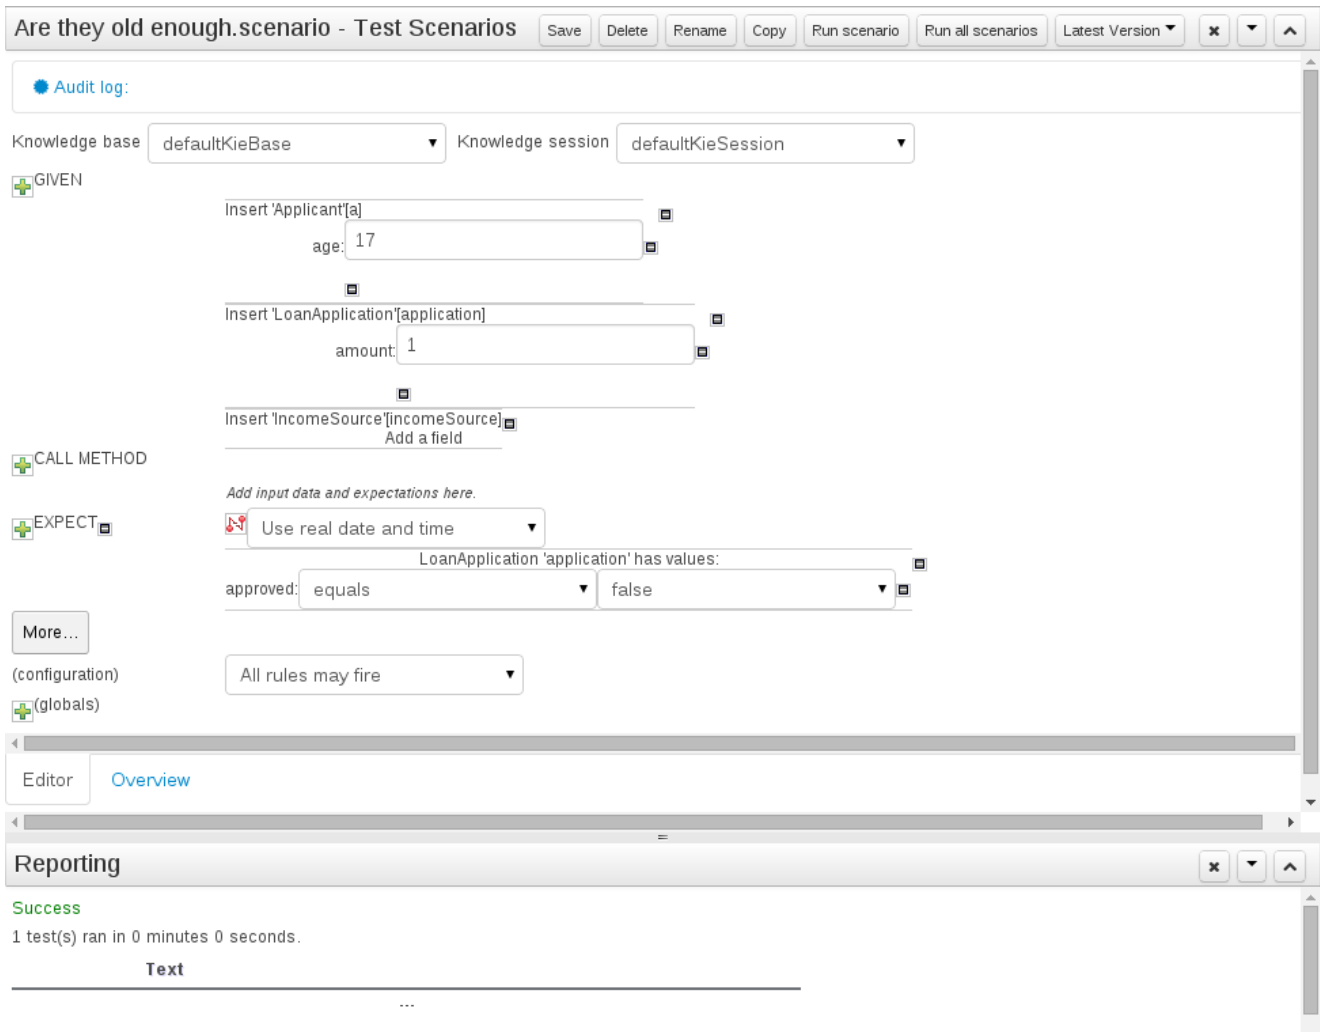 Are they old enough.scenario - Test Scenarios Save Delete Rename Copy Run scenario Run all scenarios Latest Version
Audit log:
Knowledge base defaultKieBase Knowledge session defaultKieSession
GIVEN
Insert 'Applicant'[a]
age: 17
Insert 'LoanApplication'[application]
amount: 1
Insert 'IncomeSource'[incomeSource]
Add a field
CALL METHOD
Add input data and expectations here.
EXPECT Use real date and time
LoanApplication 'application' has values:
approved: equals false
More...
(configuration) All rules may fire
(globals)
Editor Overview
Reporting
Success
1 test(s) ran in 0 minutes 0 seconds.
Text
...